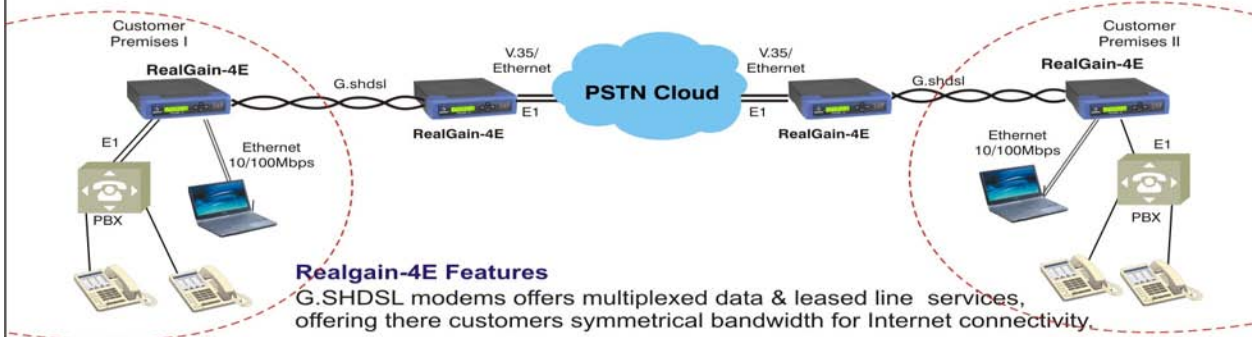 Customer
Premises I
RealGain-4E
G.shdsl
RealGain-4E
V.35/
Ethernet
E1
PSTN Cloud
V.35/
Ethernet
E1
RealGain-4E
G.shdsl
Customer
Premises II
RealGain-4E
E1
Ethernet
10/100Mbps
PBX
Ethernet
10/100Mbps
E1
PBX
Realgain-4E Features
G.SHDSL modems offers multiplexed data & leased line services,
offering there customers symmetrical bandwidth for Internet connectivity.